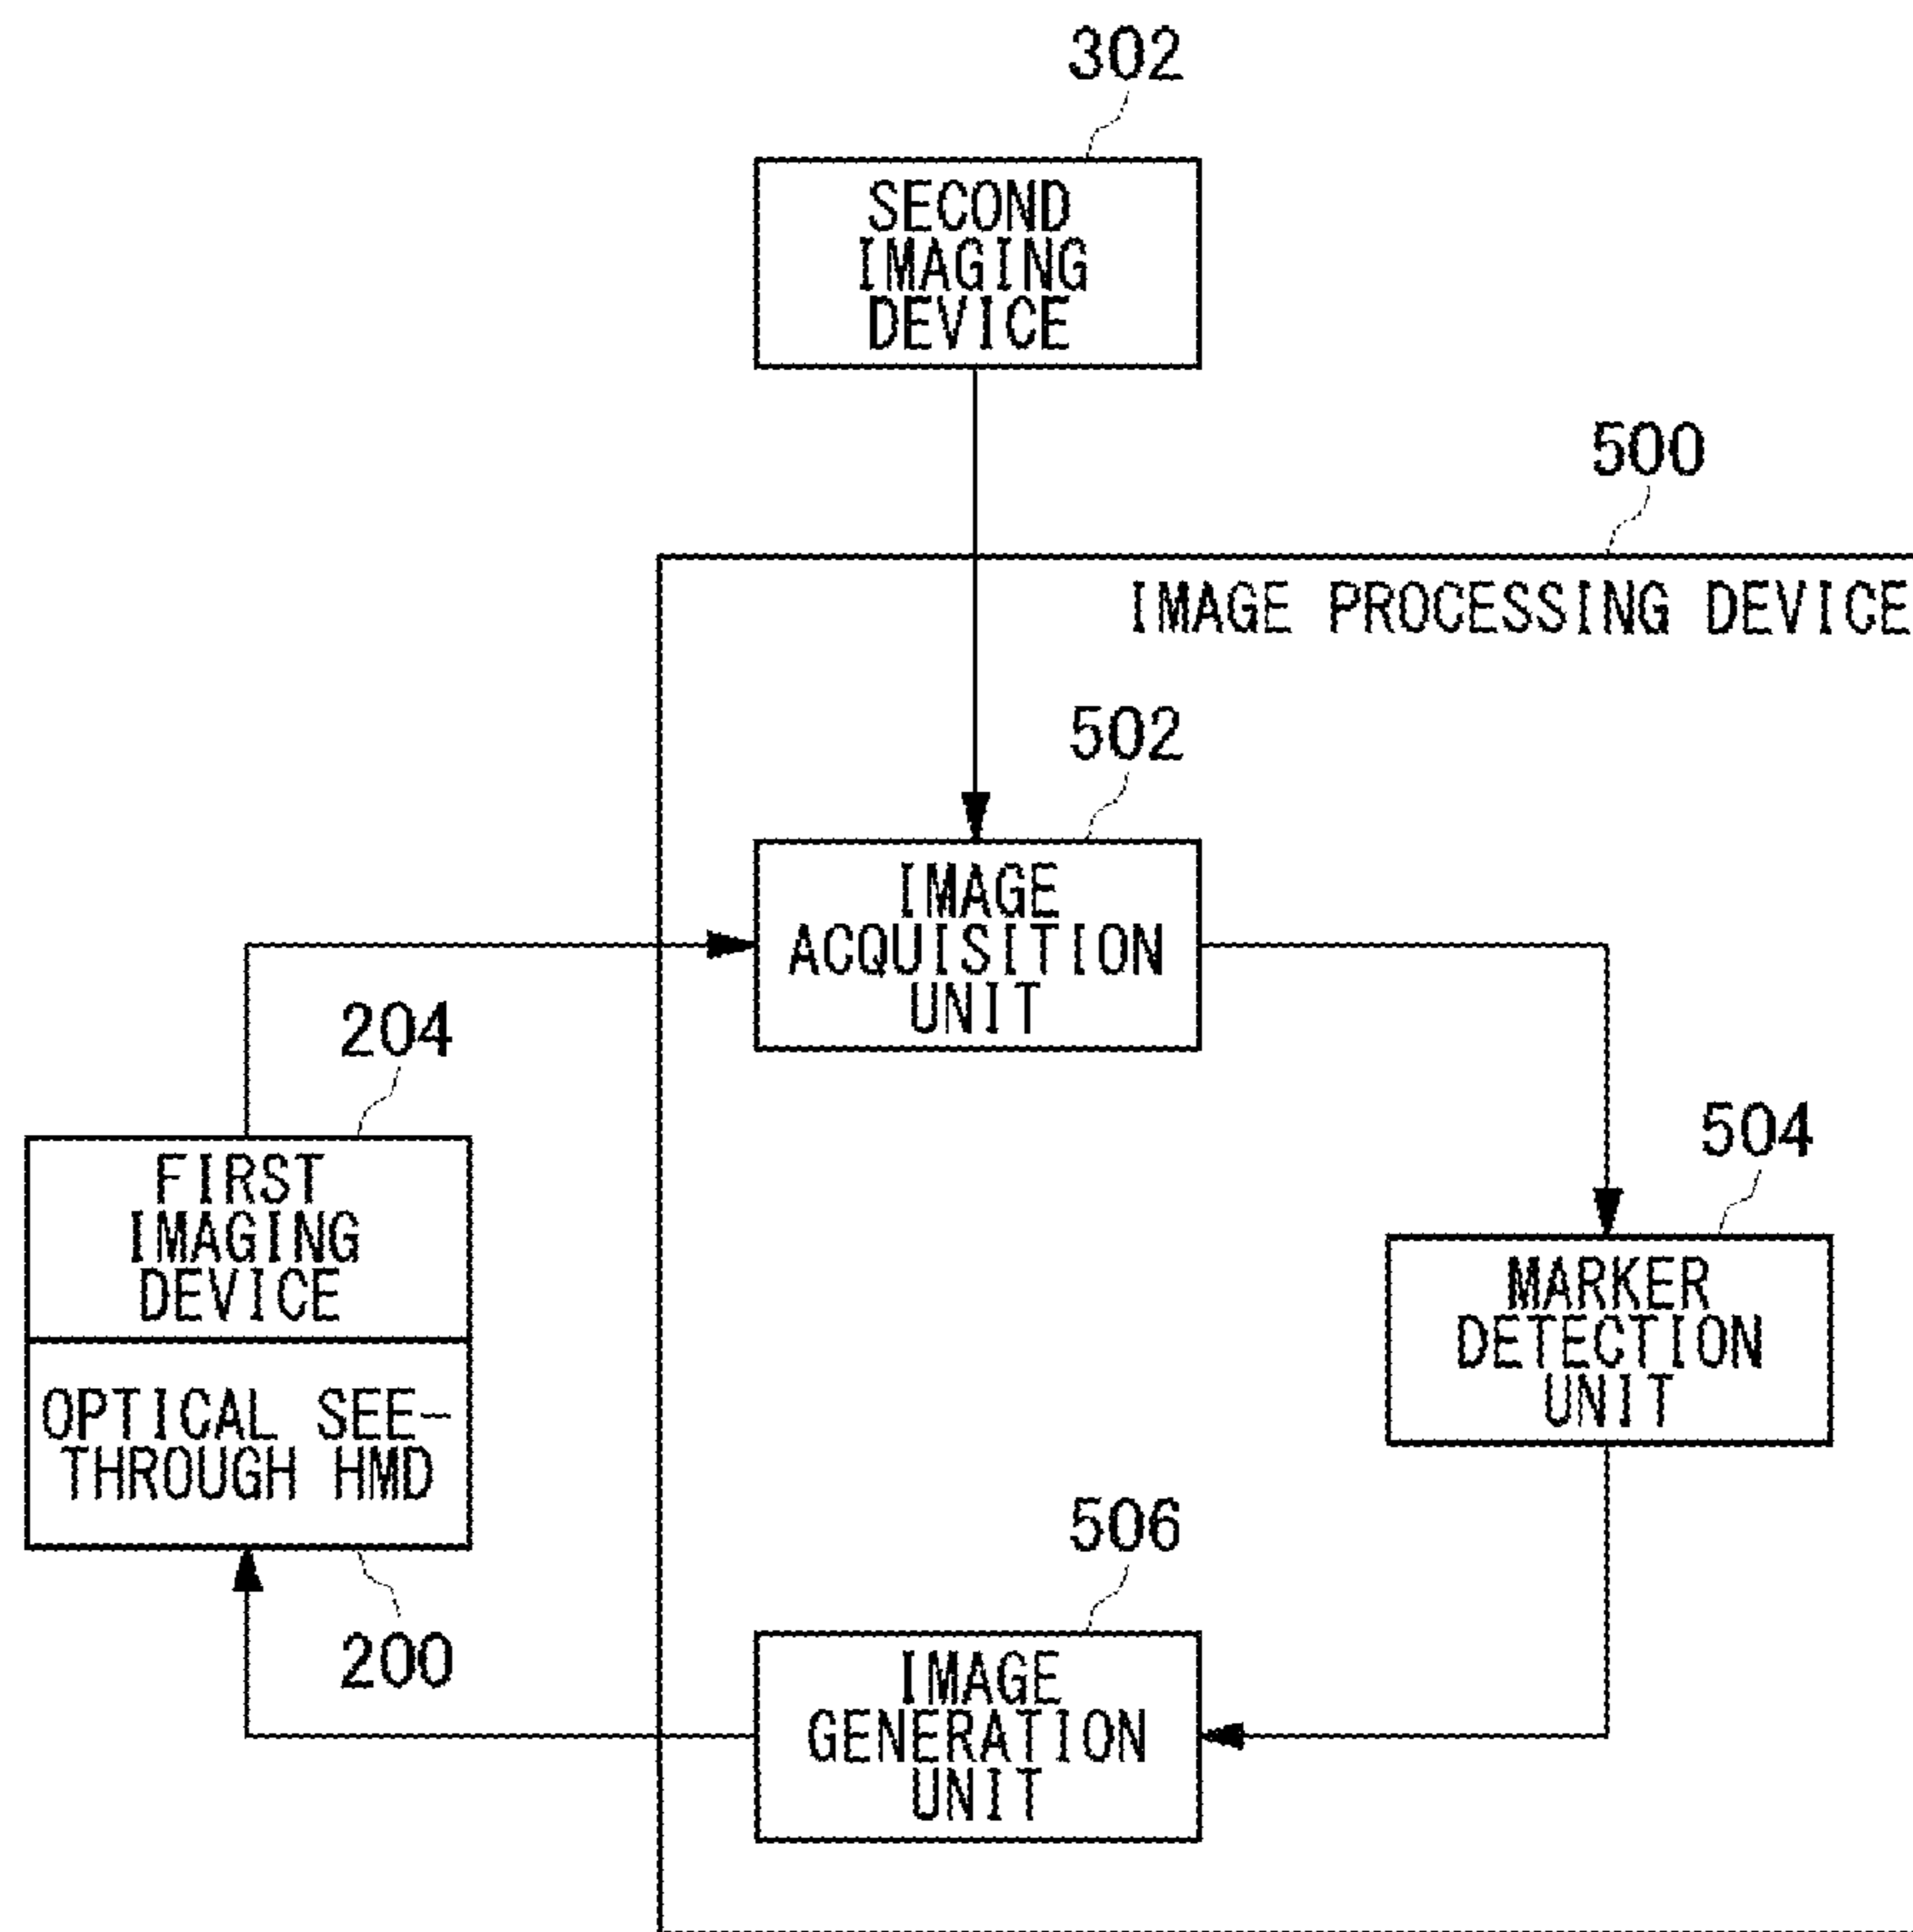 302
SECOND
IMAGING
DEVICE
500
IMAGE PROCESSING DEVICE
502
IMAGE
ACQUISITION
UNIT
204
FIRST
IMAGING
DEVICE
504
MARKER
DETECTION
UNIT
OPTICAL SEE-
THROUGH HMD
200
506
IMAGE
GENERATION
UNIT